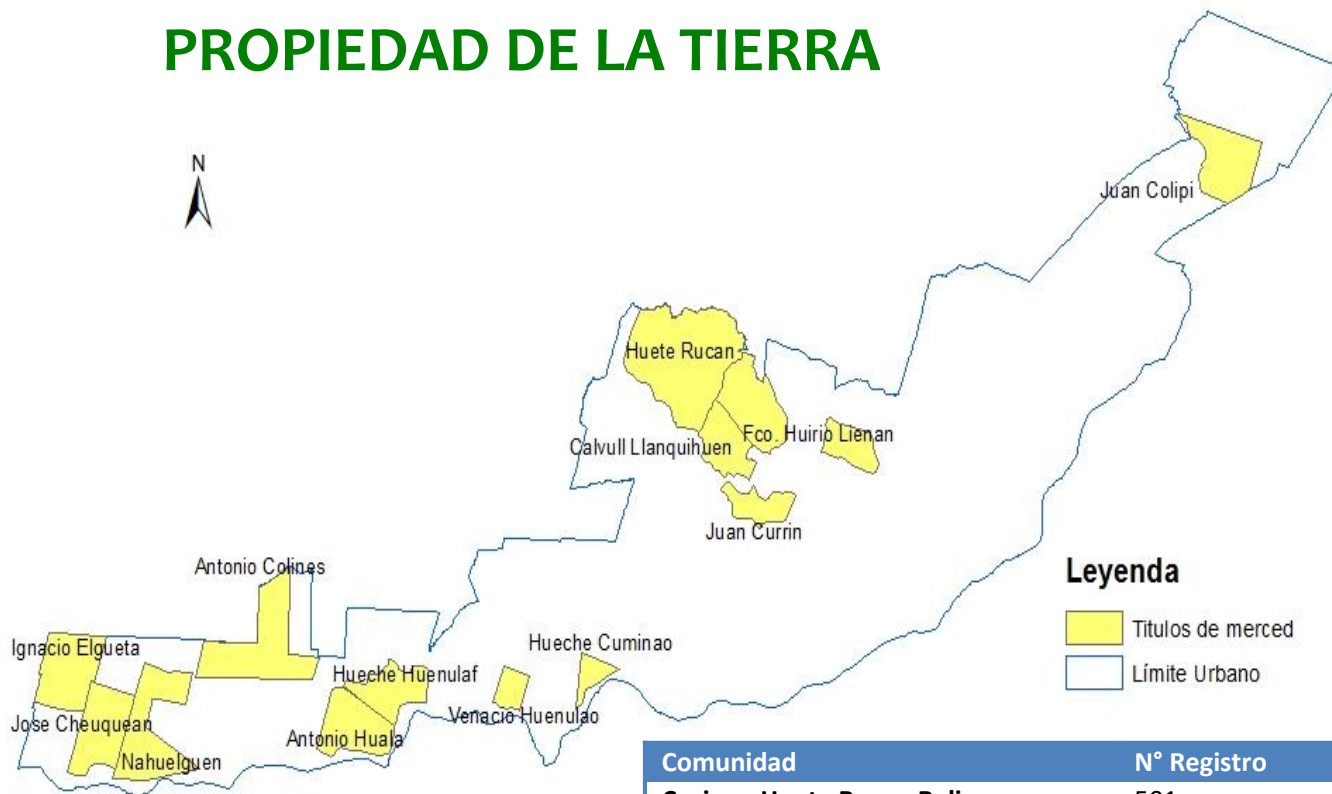 PROPIEDAD DE LA TIERRA
N
Juan Colipi
Huete Rucan
Calvull Llanquihuen
Fco. Huirio Lienan
Juan Currin
Leyenda
Titulos de merced
Límite Urbano
Antonio Colines
Ignacio Elgueta
Hueche Cuminao
Hueche Huenulaf
Jose Cheuquean
Venacio Huenulao
Antonio Huala
Nahuelguen
Comunidad N° Registro